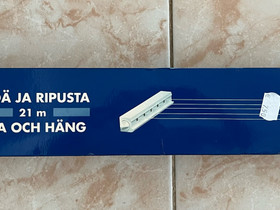 Ä JA RIPUSTA
21 m
A OCH HÄNG